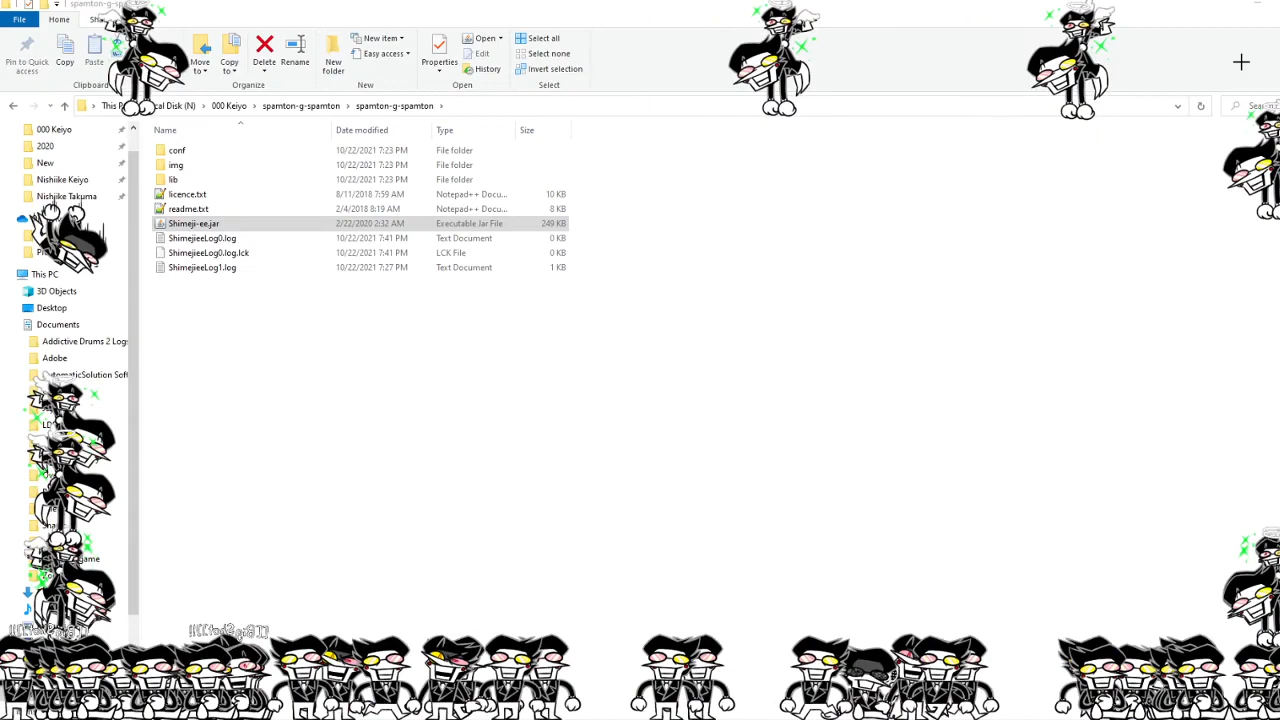 spamton-g-spa
File
Home
Sh
Pin to Quick access
Copy
Paste
Clipboard
Move to
Copy to
Delete
Rename
Organize
New folder
New item
Easy access
New
Properties
Open
Edit
History
Open
Select all
Select none
Invert selection
Select
This P cal Disk (N) 000 Keiyo spamton-g-spamton spamton-g-spamton
Sea
000 Keiyo
2020
New
Nishiike Keiyo
Nishiike Takuma
This PC
3D Objects
Desktop
Documents
Addictive Drums 2 Logs
Adobe
utomaticSolution Soft
game
Name Date modified Type Size
conf 10/22/2021 7:23 PM File folder
img 10/22/2021 7:23 PM File folder
lib 10/22/2021 7:23 PM File folder
licence.txt 8/11/2018 7:59 AM Notepad++ Docu... 10 KB
readme.txt 2/4/2018 8:19 AM Notepad++ Docu... 8 KB
Shimeji-ee.jar 2/22/2020 2:32 AM Executable Jar File 249 KB
ShimejieeLog0.log 10/22/2021 7:41 PM Text Document 0 KB
ShimejieeLog0.log.lck 10/22/2021 7:41 PM LCK File 0 KB
ShimejieeLog1.log 10/22/2021 7:27 PM Text Document 1 KB